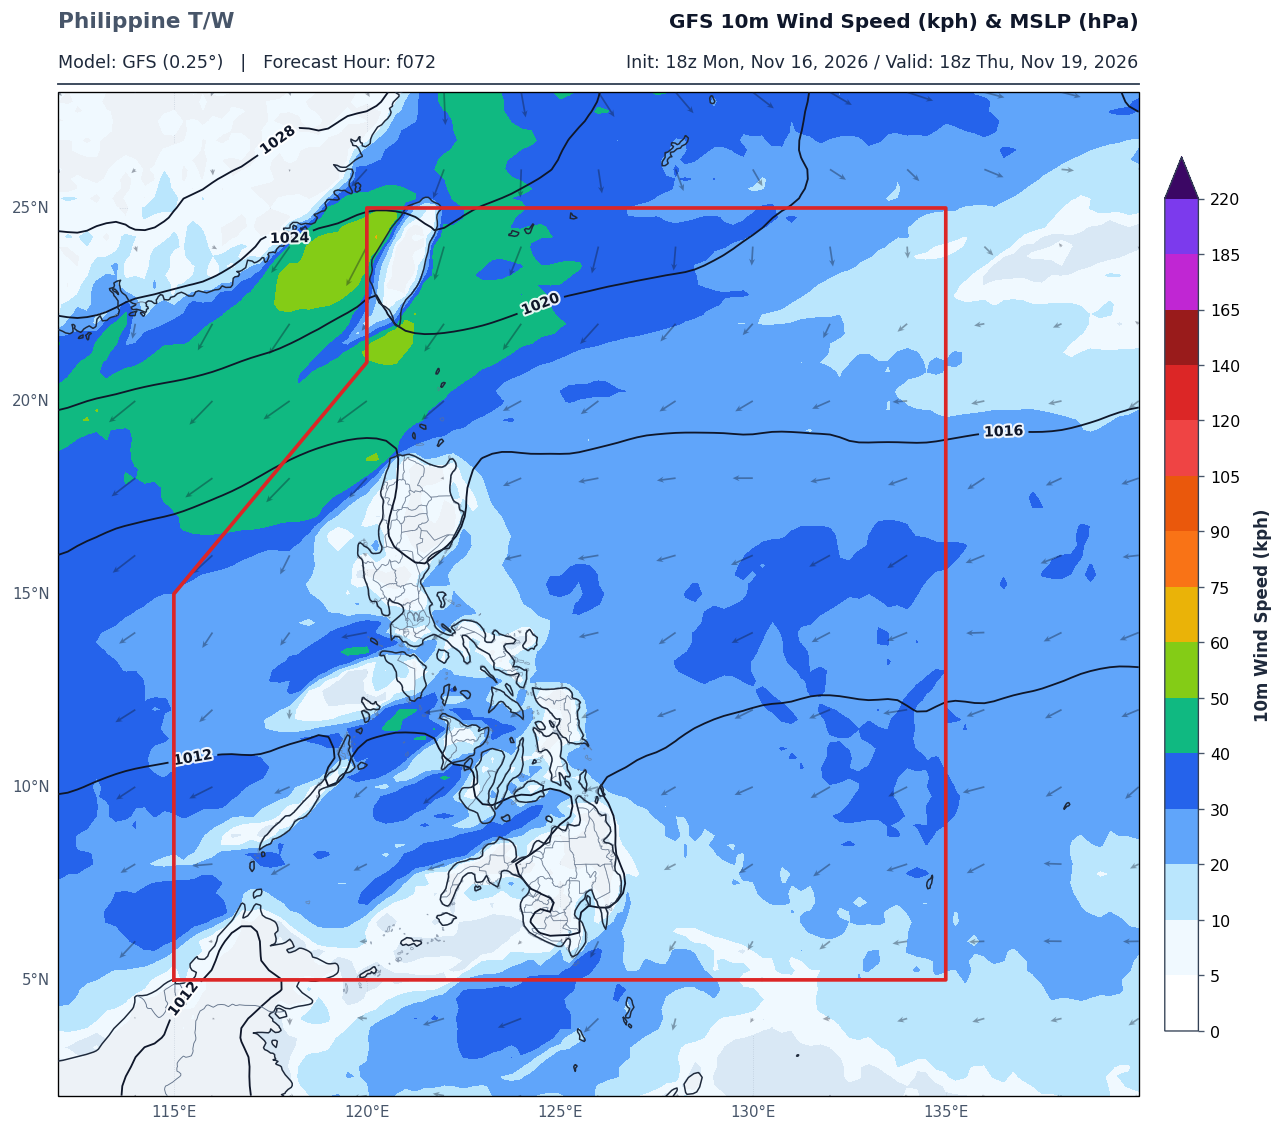 Philippine T/W
GFS 10m Wind Speed (kph) & MSLP (hPa)
Model: GFS (0.25°) | Forecast Hour: f072
Init: 18z Mon, Nov 16, 2026 / Valid: 18z Thu, Nov 19, 2026
1028
1024
1020
1016
1012
1012
25°N
20°N
15°N
10°N
5°N
115°E
120°E
125°E
130°E
135°E
220
185
165
140
120
105
90
75
60
50
40
30
20
10
5
0
10m Wind Speed (kph)